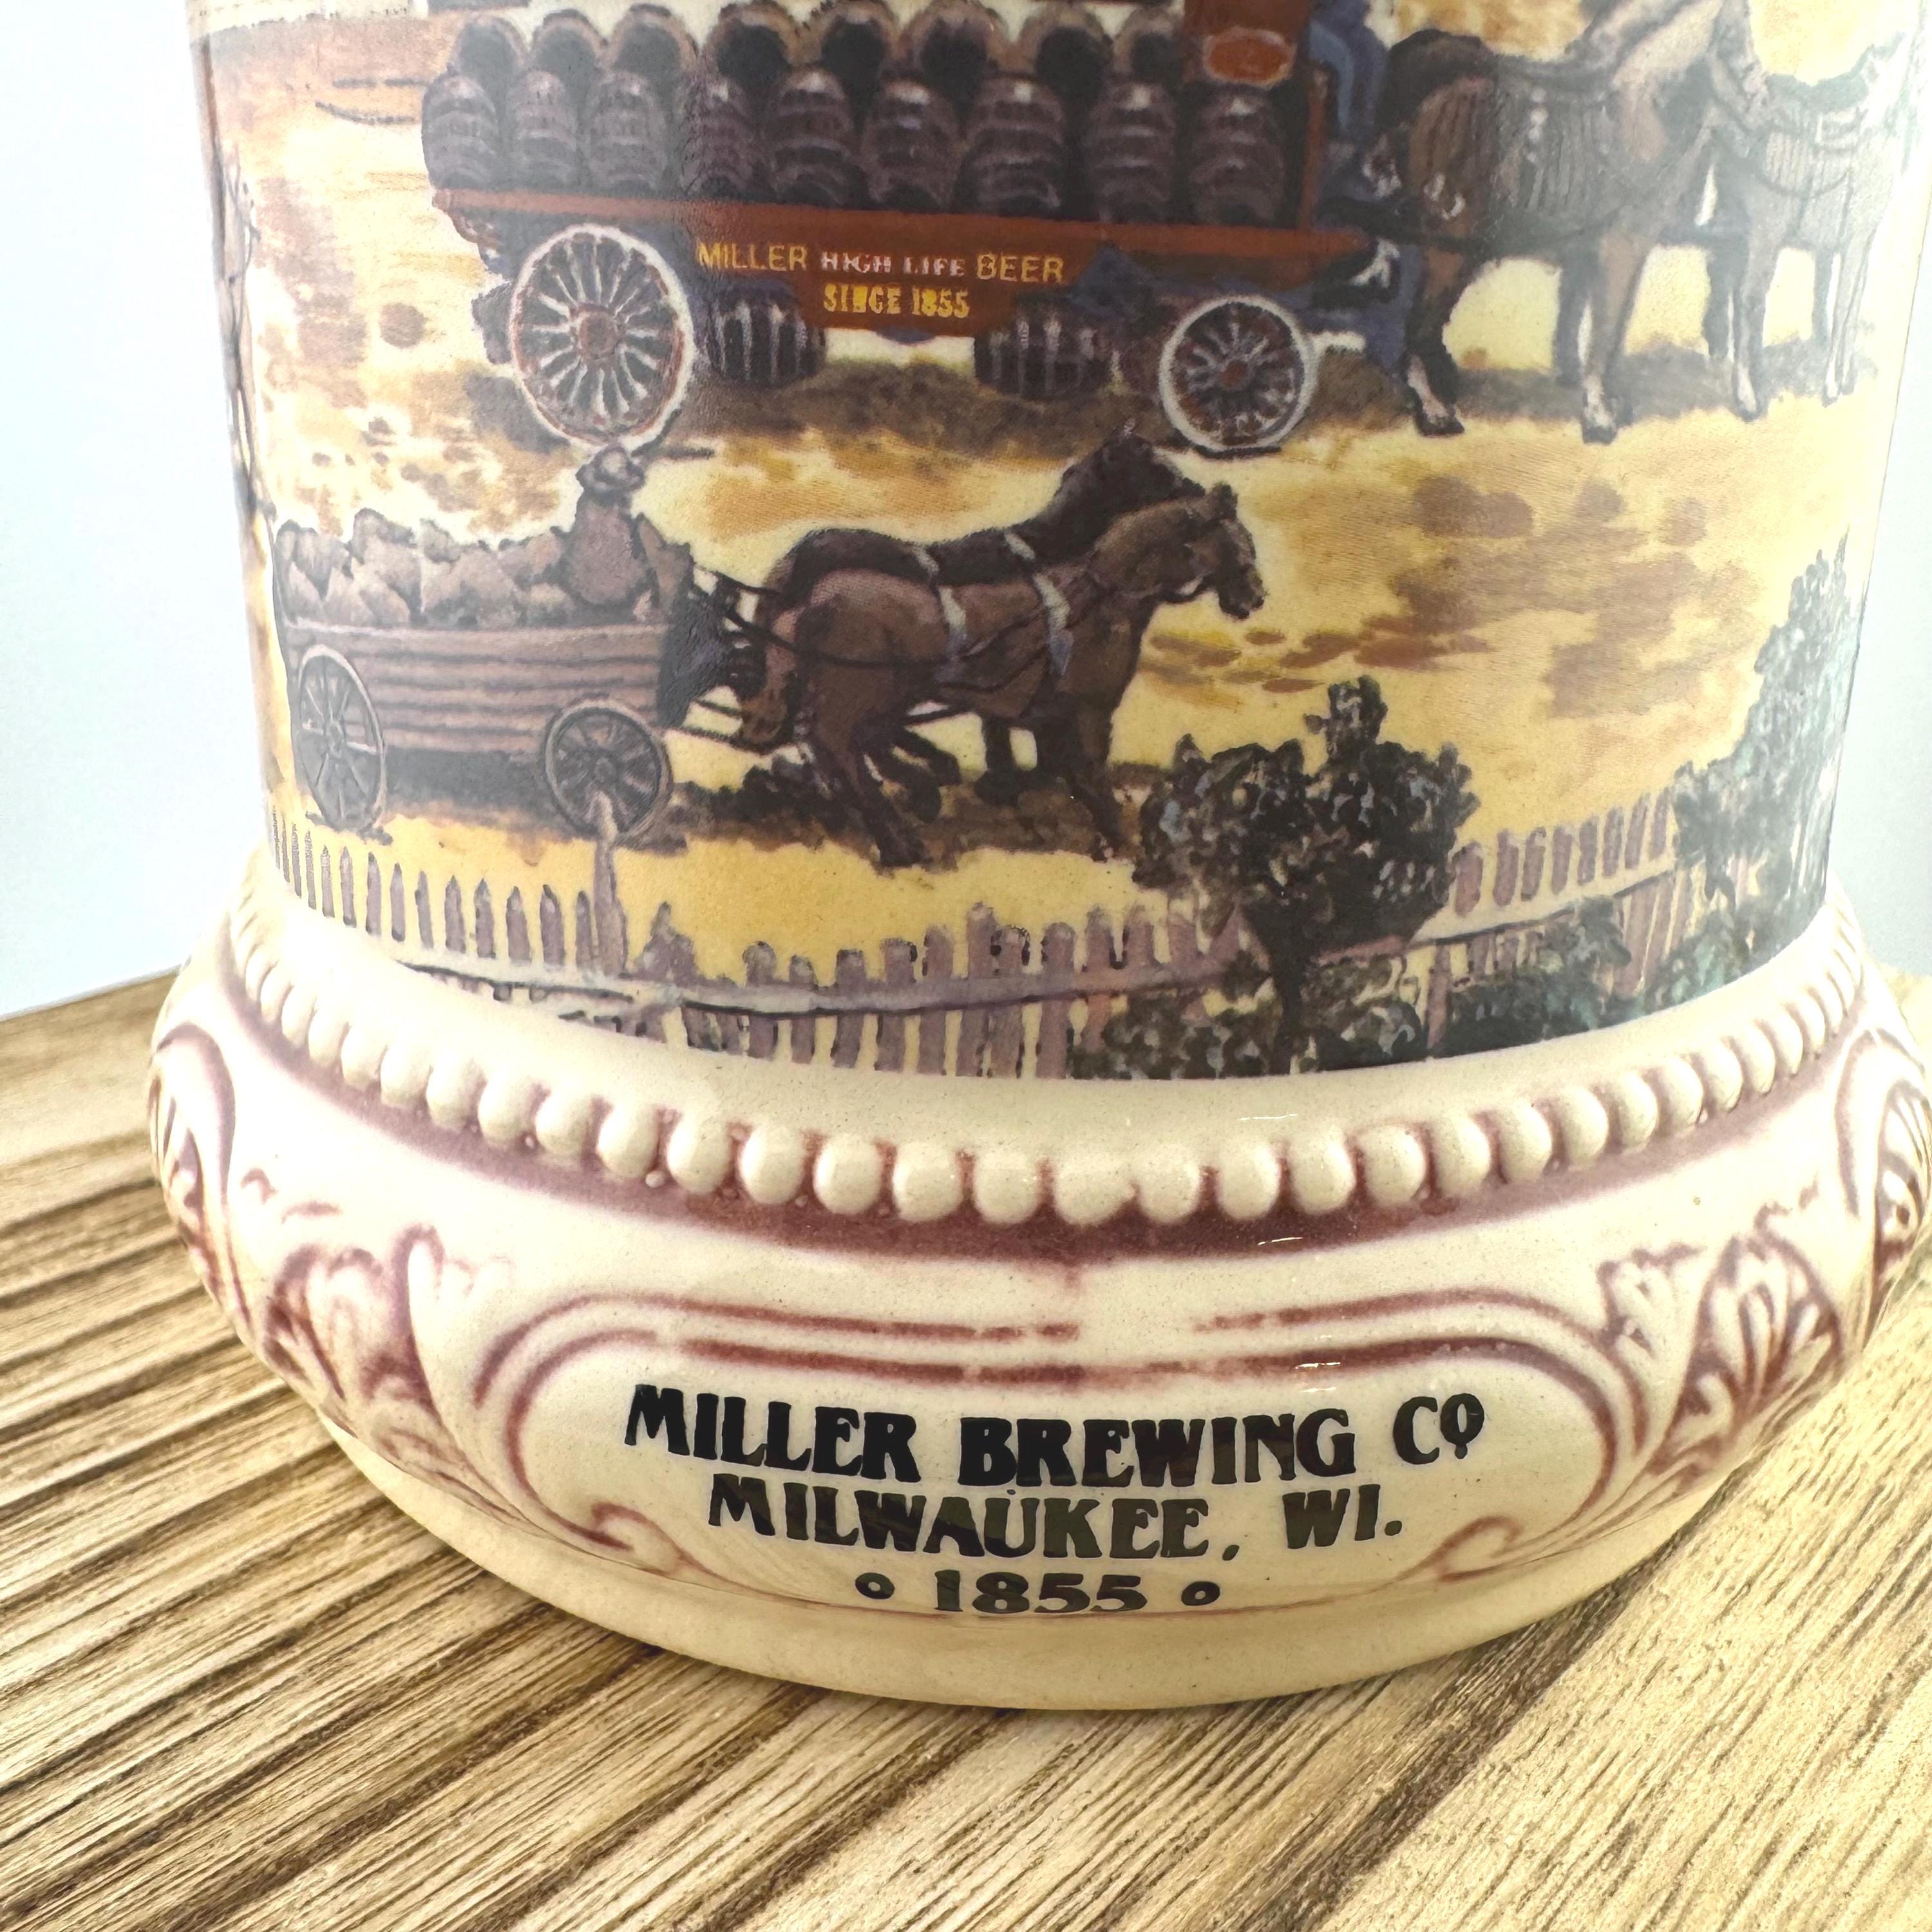 MILLER HIGH LIFE BEER
SINCE 1855
MILLER BREWING CO
MILWAUKEE, WI.
• 1855 •